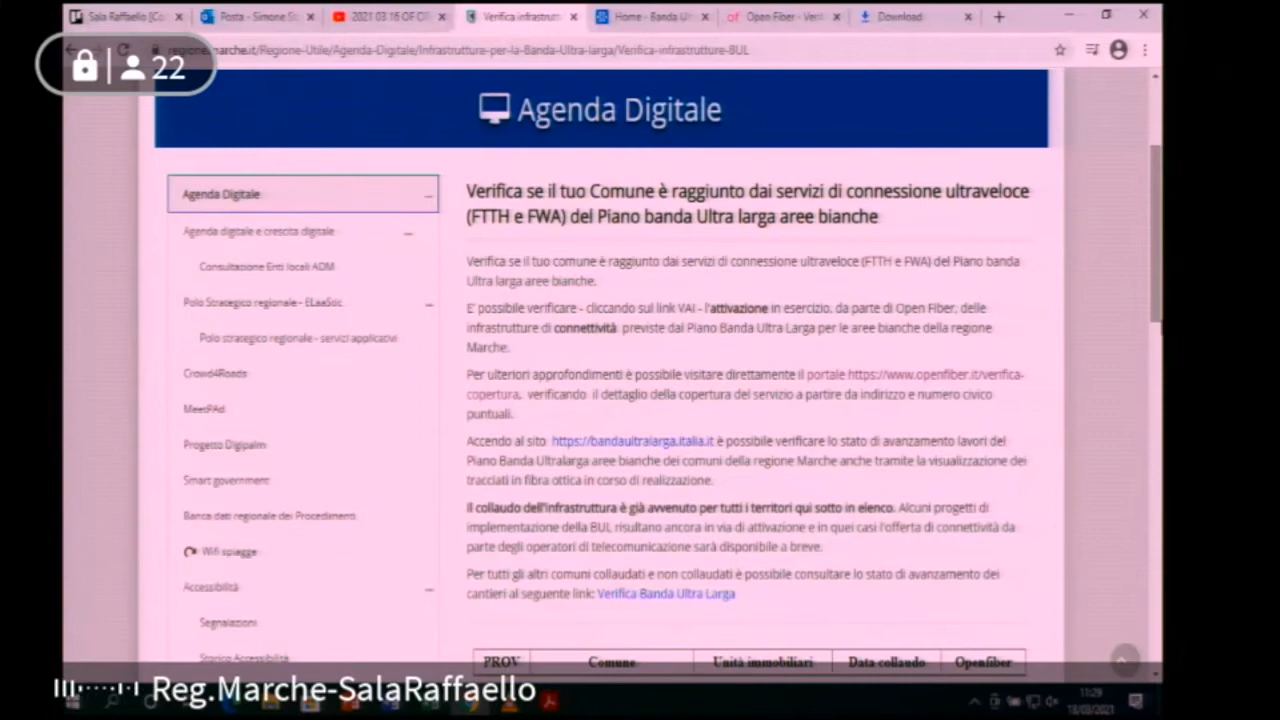 Sala Raffaello [Co
Posta - Simone
2021 03 16 OF
Verifica infrastrutt
Home - Banda U
Open Fiber - Veri
Download
regione.marche.it/Regione-Utile/Agenda-Digitale/Infrastrutture-per-la-Banda-Ultra-larga/Verifica-infrastrutture-BUL
22
Agenda Digitale
Agenda Digitale
Agenda digitale e crescita digitale
Consultazione Enti locali ADM
Polo Strategico regionale -
Polo strategico regionale - servizi applicativi
Crowd4Roads
MeetPAd
Progetto Digipalm
Smart government
Banca dati regionale dei Procedimenti
Wifi spiagge
Accessibilità
Segnalazioni
Storico Accessibilità
Verifica se il tuo Comune è raggiunto dai servizi di connessione ultraveloce
(FTTH e FWA) del Piano banda Ultra larga aree bianche
Verifica se il tuo comune è raggiunto dai servizi di connessione ultraveloce (FTTH e FWA) del Piano banda
Ultra larga aree bianche.
E' possibile verificare - cliccando sul link VAI - l'attivazione in esercizio, da parte di Open Fiber, delle
infrastrutture di connettività previste dal Piano Banda Ultra Larga per le aree bianche della regione
Marche.
Per ulteriori approfondimenti è possibile visitare direttamente il portale https://www.openfiber.it/verifica-
copertura, verificando il dettaglio della copertura del servizio a partire da indirizzo e numero civico
puntuali.
Accendo al sito https://bandaultralarga.italia.it è possibile verificare lo stato di avanzamento lavori del
Piano Banda Ultralarga aree bianche dei comuni della regione Marche anche tramite la visualizzazione dei
tracciati in fibra ottica in corso di realizzazione.
Il collaudo dell'infrastruttura è già avvenuto per tutti i territori qui sotto in elenco. Alcuni progetti di
implementazione della BUL risultano ancora in via di attivazione e in quei casi l'offerta di connettività da
parte degli operatori di telecomunicazione sarà disponibile a breve.
Per tutti gli altri comuni collaudati e non collaudati è possibile consultare lo stato di avanzamento dei
cantieri al seguente link: Verifica Banda Ultra Larga
PROV Comune Unità immobiliari Data collaudo Openfiber
Reg.Marche-SalaRaffaello
11:29
18/03/2021